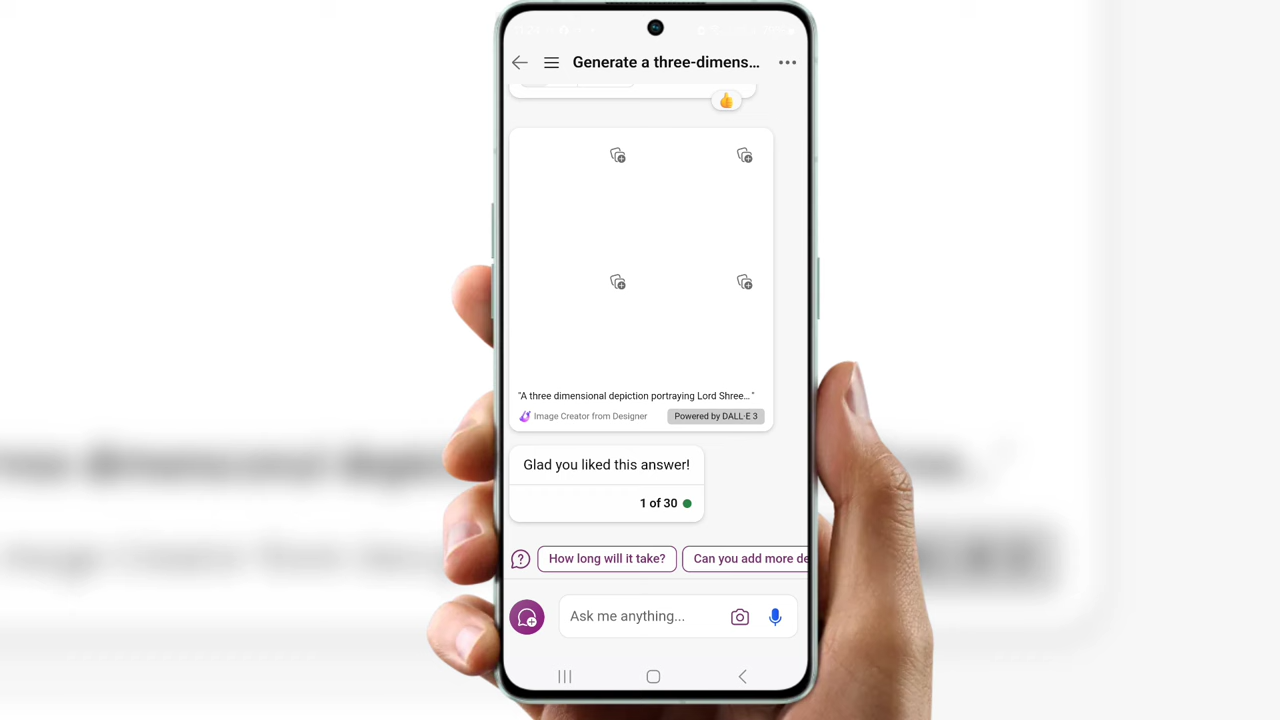 Generate a three-dimens...
"A three dimensional depiction portraying Lord Shree... "
Image Creator from Designer
Powered by DALL·E 3
Glad you liked this answer!
1 of 30
How long will it take?
Can you add more de
Ask me anything...